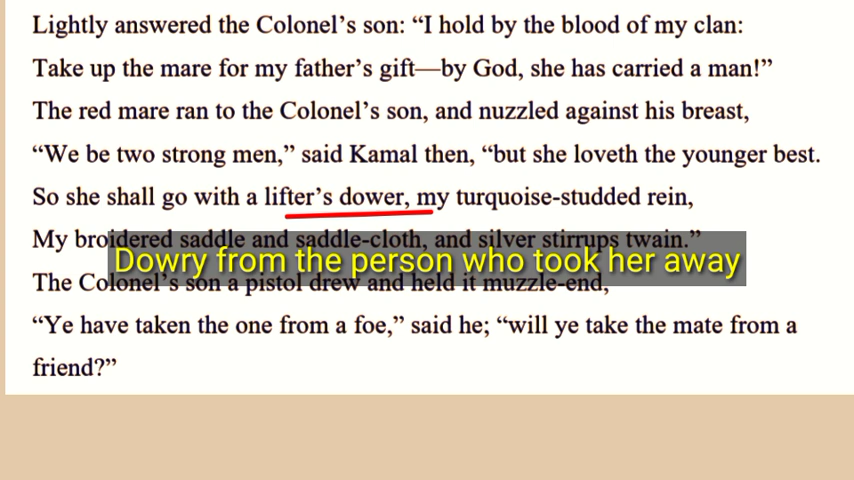 Lightly answered the Colonel’s son: “I hold by the blood of my clan:
Take up the mare for my father’s gift—by God, she has carried a man!”
The red mare ran to the Colonel’s son, and nuzzled against his breast,
“We be two strong men,” said Kamal then, “but she loveth the younger best.
So she shall go with a lifter’s dower, my turquoise-studded rein,
My broidered saddle and saddle-cloth, and silver stirrups twain.”
Dowry from the person who took her away
The Colonel’s son a pistol drew and held it muzzle-end,
“Ye have taken the one from a foe,” said he; “will ye take the mate from a
friend?”